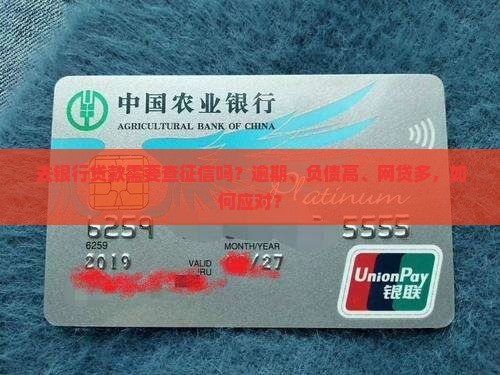 中国农业银行
AGRICULTURAL BANK OF CHINA
去银行贷款需要查征信吗?逾期、负债高、网贷多,如
何应对?
Platinum
6259 5555
6259
MONTH/YEAR
2019 VALID /27
THRU
UnionPay
银联